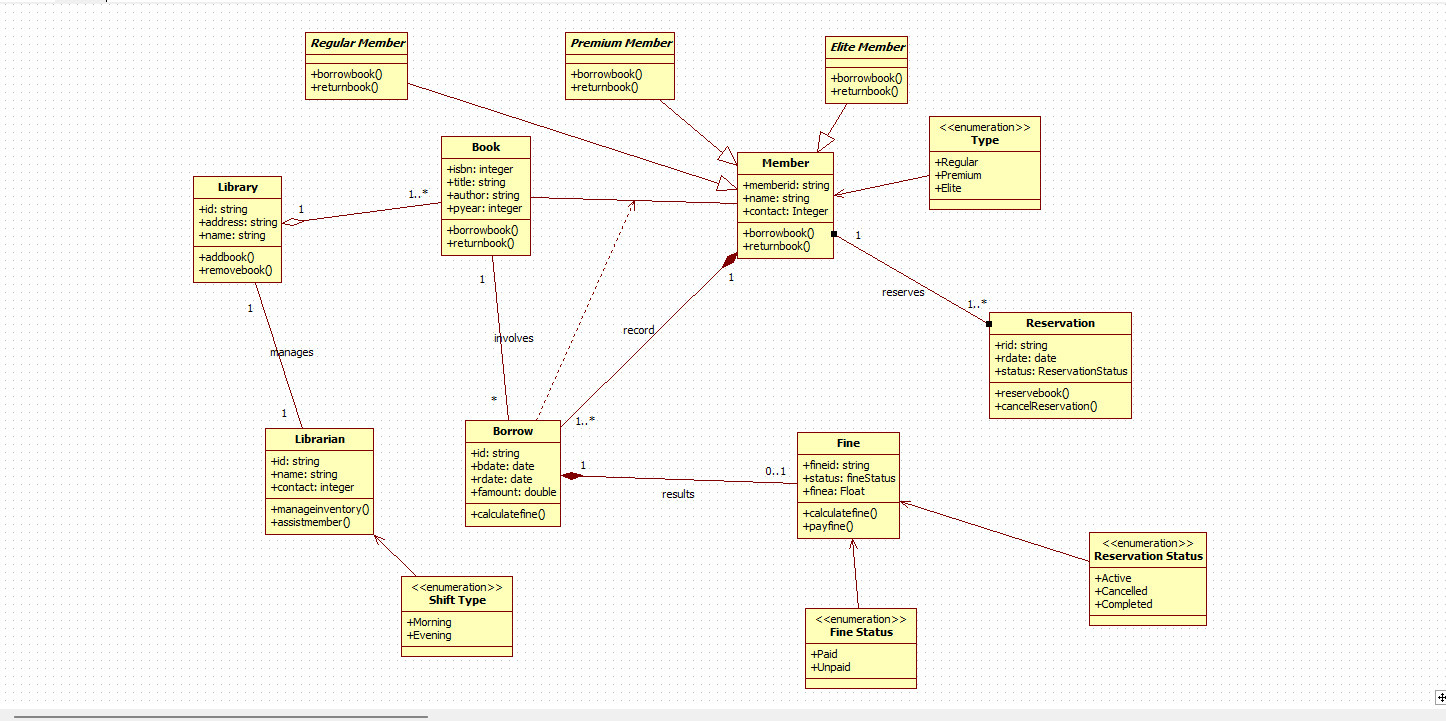 Regular Member
+borrowbook()
+returnbook()
Premium Member
+borrowbook()
+returnbook()
Elite Member
+borrowbook()
+returnbook()
<<enumeration>>
Type
+Regular
+Premium
+Elite
Book
+isbn: integer
+title: string
+author: string
+pyear: integer
+borrowbook()
+returnbook()
Member
+memberid: string
+name: string
+contact: Integer
+borrowbook()
+returnbook()
Library
+id: string
+address: string
+name: string
+addbook()
+removebook()
1
1..*
1
reserves
1..*
1
1
1
manages
1
involves
*
record
1..*
Reservation
+rid: string
+rdate: date
+status: ReservationStatus
+reservebook()
+cancelReservation()
Librarian
+id: string
+name: string
+contact: integer
+manageinventory()
+assistmember()
Borrow
+id: string
+bdate: date
+rdate: date
+famount: double
+calculatefine()
1
results
0..1
Fine
+fineid: string
+status: fineStatus
+finea: Float
+calculatefine()
+payfine()
<<enumeration>>
Reservation Status
+Active
+Cancelled
+Completed
<<enumeration>>
Shift Type
+Morning
+Evening
<<enumeration>>
Fine Status
+Paid
+Unpaid